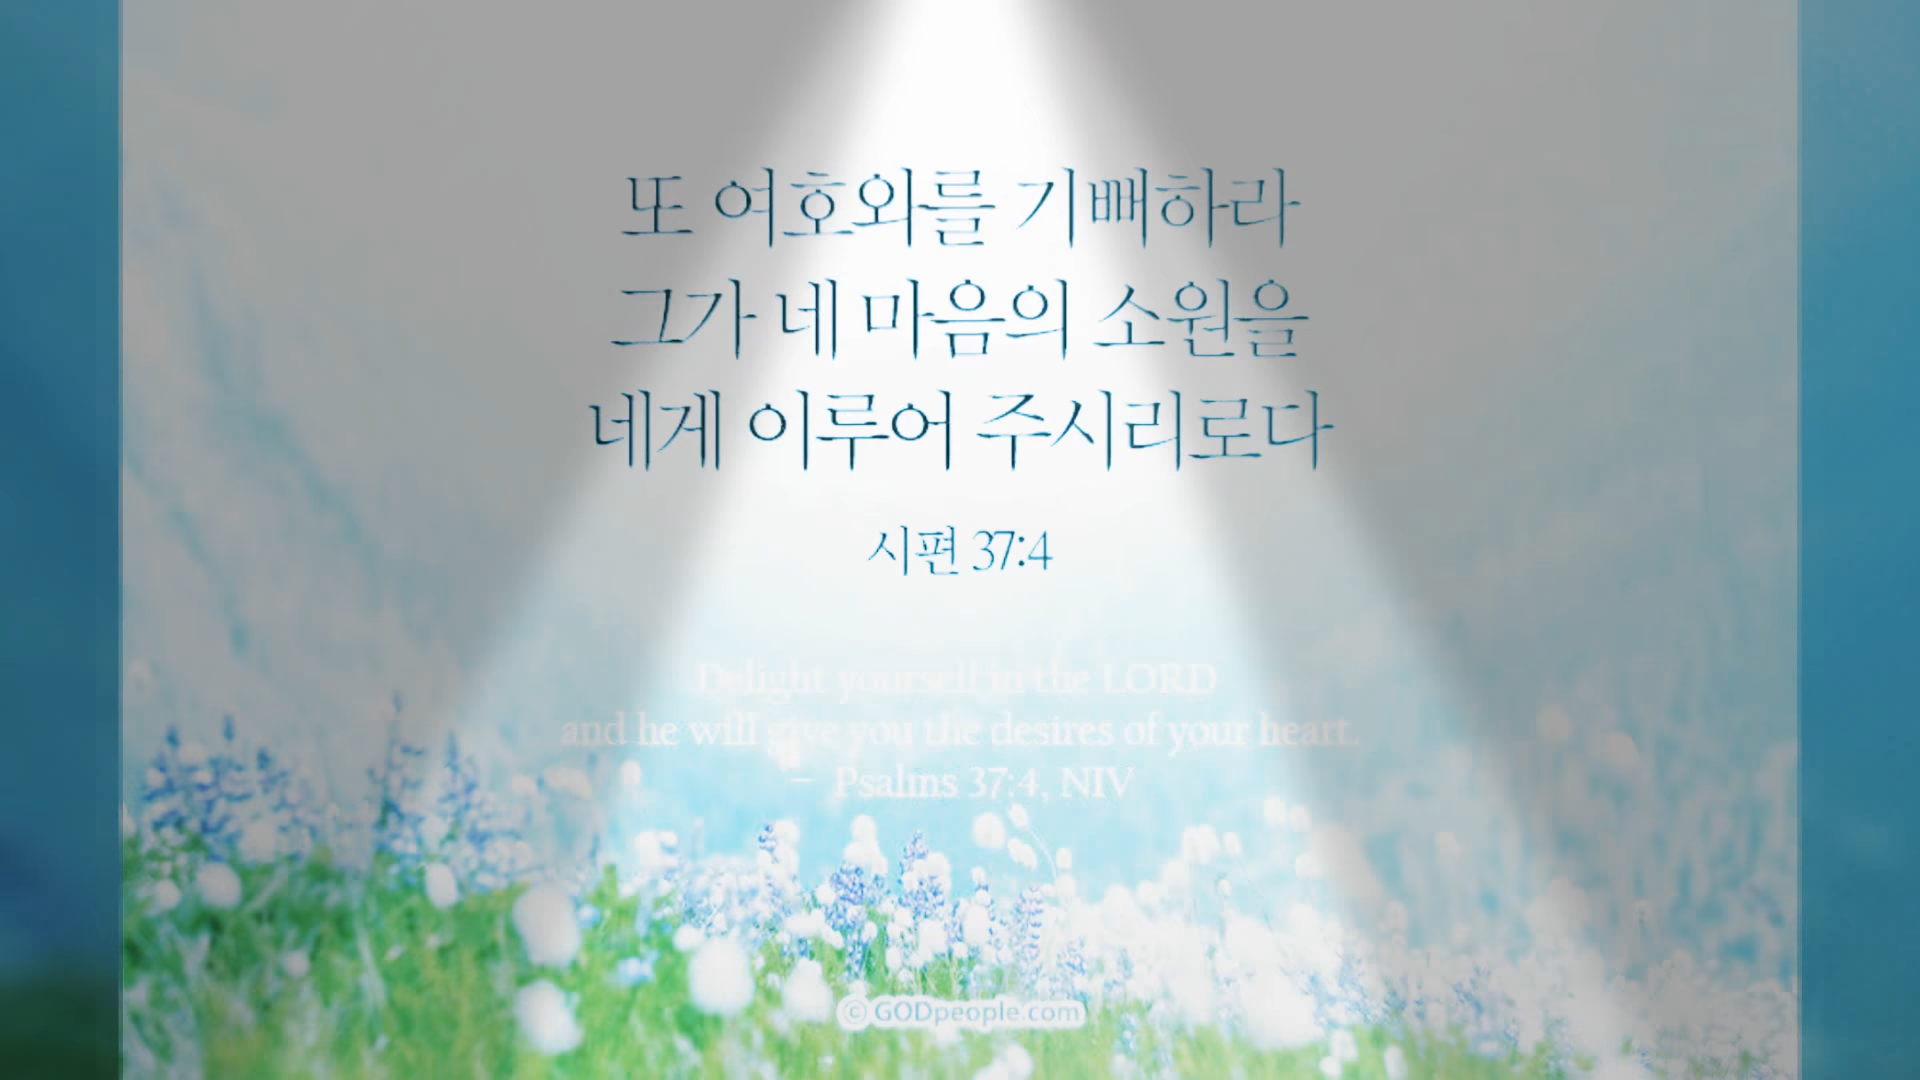 또 여호와를 기뻐하라
그가 네 마음의 소원을
네게 이루어 주시리로다
시편 37:4
Delight yourself in the LORD
and he will give you the desires of your heart.
– Psalms 37:4, NIV
© GODpeople.com